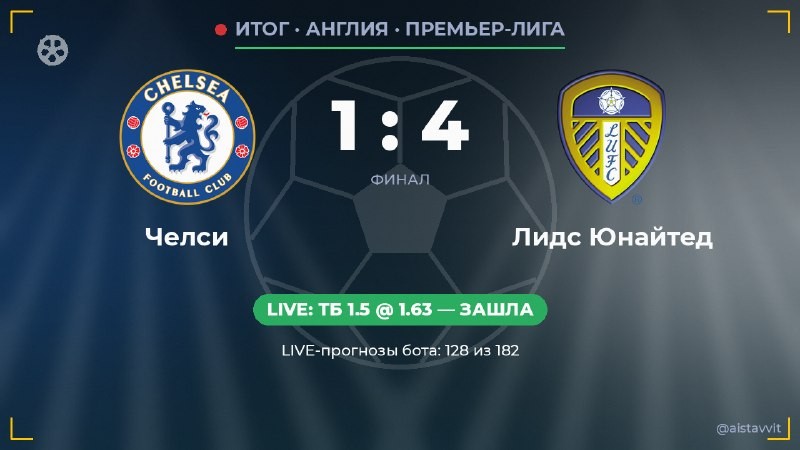 ИТОГ · АНГЛИЯ · ПРЕМЬЕР-ЛИГА
CHELSEA
FOOTBALL CLUB
1 : 4
ФИНАЛ
LUFC
Челси
Лидс Юнайтед
LIVE: ТБ 1.5 @ 1.63 — ЗАШЛА
LIVE-прогнозы бота: 128 из 182
@aistavvit